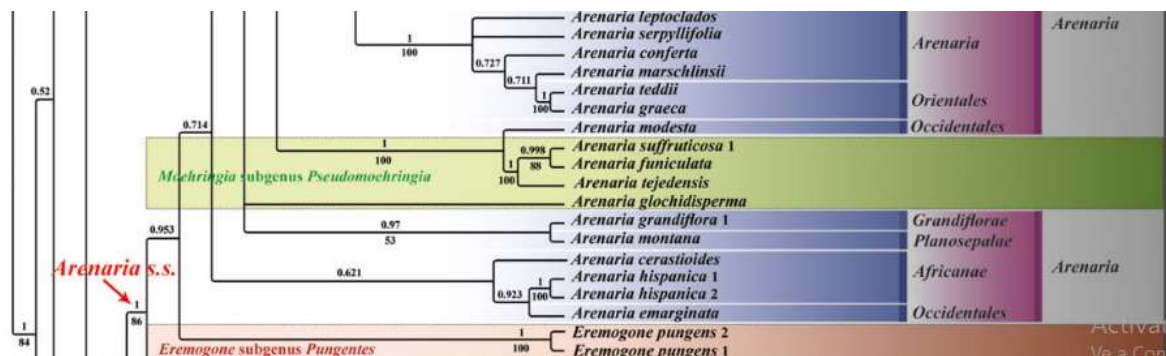 Arenaria leptoclados
Arenaria
1
Arenaria serpyllifolia
100
Arenaria
Arenaria conferta
0.727
Arenaria marschlinsii
0.711
Arenaria teddii
1
Orientales
100
Arenaria graeca
0.52
0.714
Arenaria modesta
Occidentales
1
0.998
Arenaria suffruticosa 1
100
88
Arenaria funiculata
1
100
Moehringia subgenus Pseudomoehringia
Arenaria tejedensis
Arenaria glochidisperma
0.97
Arenaria grandiflora 1
Grandiflorae
0.953
53
Arenaria montana
Planosepalae
Arenaria s.s.
0.621
Arenaria cerastioides
Africanae
Arenaria
1
Arenaria hispanica 1
0.923
100
Arenaria hispanica 2
1
Arenaria emarginata
Occidentales
86
84
1
Eremogone pungens 2
100
Eremogone subgenus Pungentes
Eremogone pungens 1